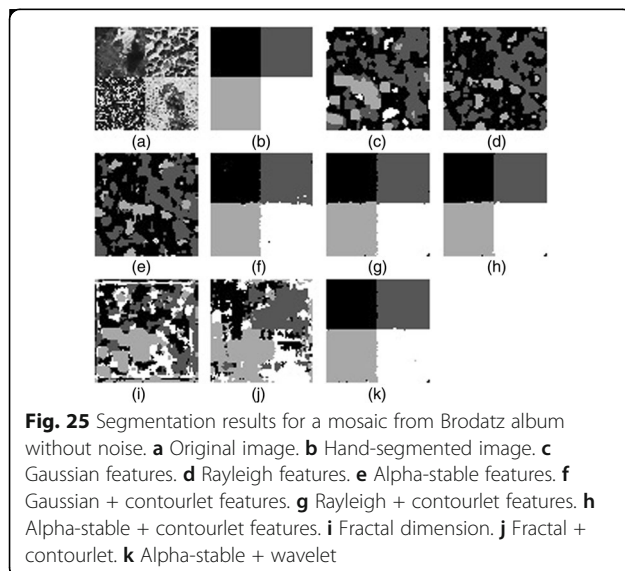 (a) (b) (c) (d)
(e) (f) (g) (h)
(i) (j) (k)
Fig. 25 Segmentation results for a mosaic from Brodatz album
without noise. a Original image. b Hand-segmented image. c
Gaussian features. d Rayleigh features. e Alpha-stable features. f
Gaussian + contourlet features. g Rayleigh + contourlet features. h
Alpha-stable + contourlet features. i Fractal dimension. j Fractal +
contourlet. k Alpha-stable + wavelet